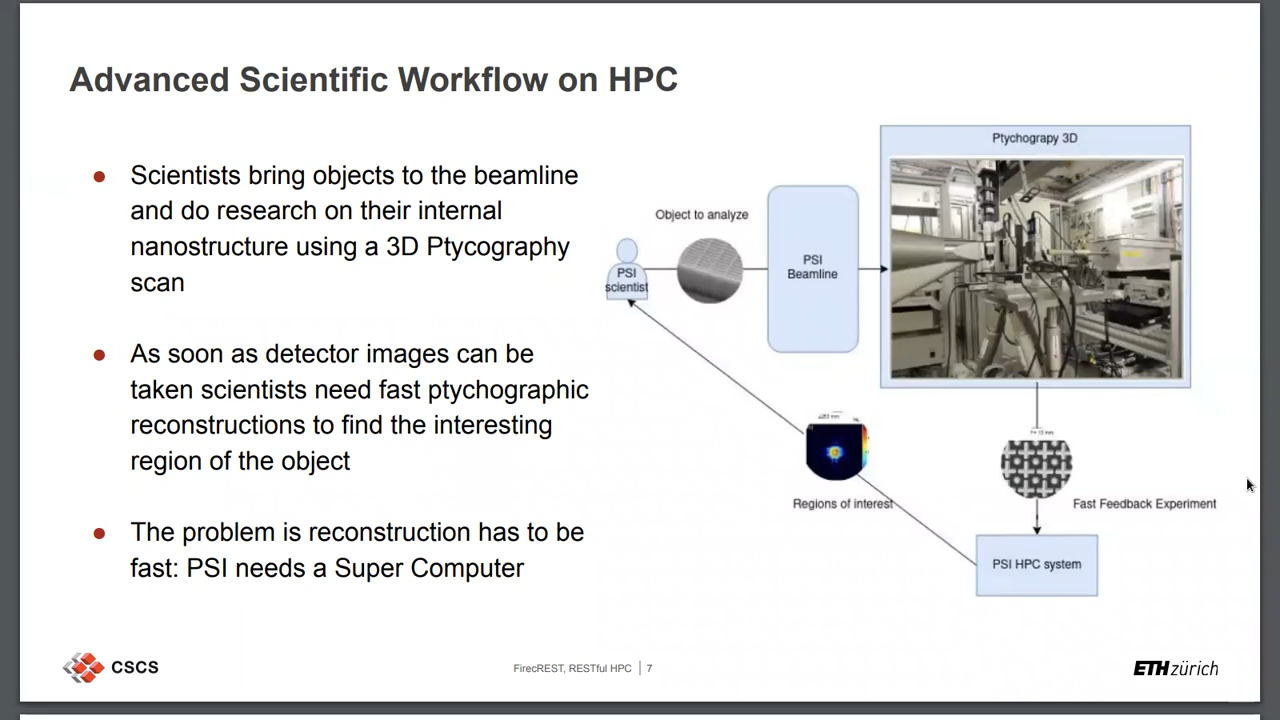 Advanced Scientific Workflow on HPC
Scientists bring objects to the beamline
and do research on their internal
nanostructure using a 3D Ptycography
scan
As soon as detector images can be
taken scientists need fast ptychographic
reconstructions to find the interesting
region of the object
The problem is reconstruction has to be
fast: PSI needs a Super Computer
Ptychograpy 3D
Object to analyze
PSI
scientist
PSI
Beamline
Regions of interest
Fast Feedback Experiment
PSI HPC system
CSCS
FirecREST, RESTful HPC | 7
ETH zürich